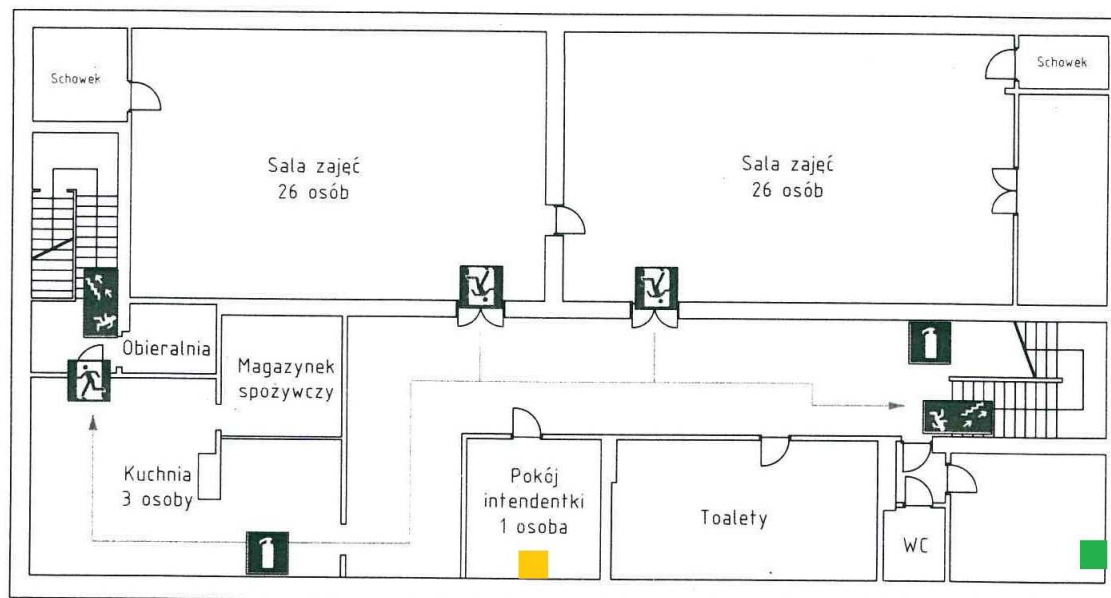 Schowek
Schowek
Sala zajęć
26 osób
Sala zajęć
26 osób
Obieralnia
Magazynek
spożywczy
Kuchnia
3 osoby
Pokój
intendentki
1 osoba
Toalety
WC